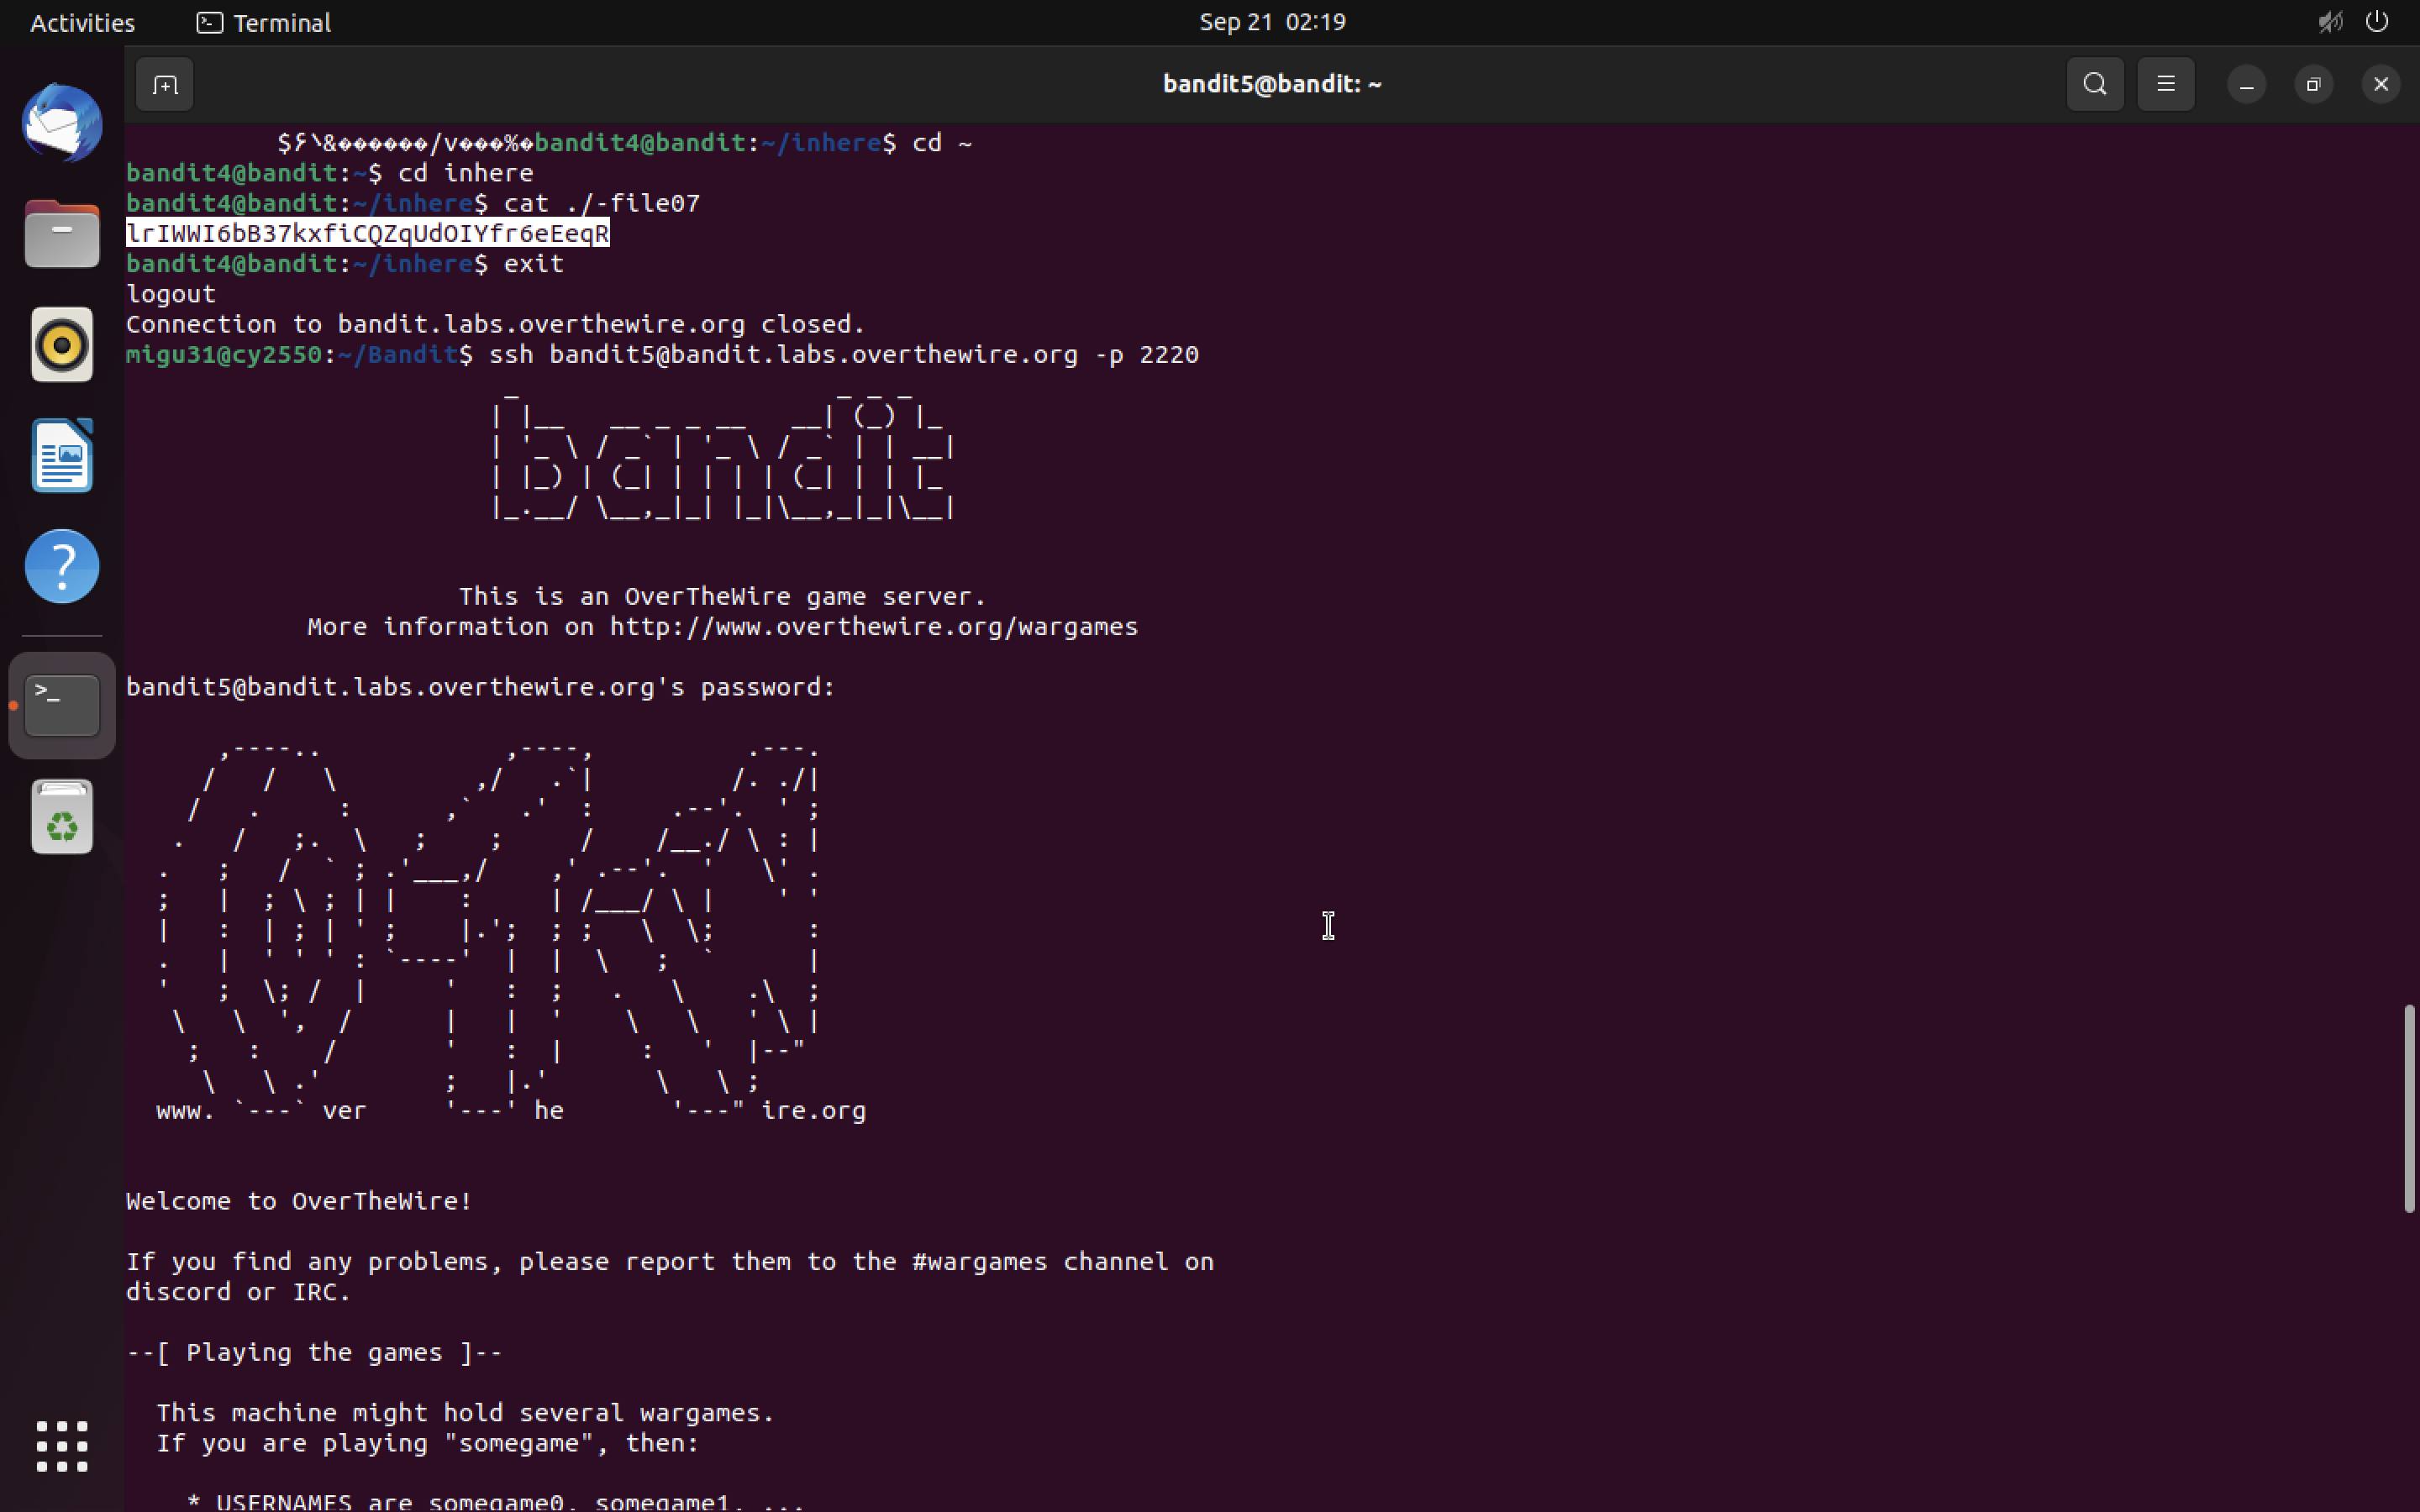 Activities Terminal Sep 21 02:19
bandit5@bandit: ~
bandit4@bandit:~/inhere$ cd ~
bandit4@bandit:~$ cd inhere
bandit4@bandit:~/inhere$ cat ./-file07
lrIWWI6bB37kxfiCQZqUdOIYfr6eEeqR
bandit4@bandit:~/inhere$ exit
logout
Connection to bandit.labs.overthewire.org closed.
migu31@cy2550:~/Bandit$ ssh bandit5@bandit.labs.overthewire.org -p 2220
bandit
This is an OverTheWire game server.
More information on http://www.overthewire.org/wargames
bandit5@bandit.labs.overthewire.org's password:
www. ver he ire.org
Welcome to OverTheWire!
If you find any problems, please report them to the #wargames channel on
discord or IRC.
--[ Playing the games ]--
This machine might hold several wargames.
If you are playing "somegame", then:
* USERNAMES are somegame0, somegame1, ...